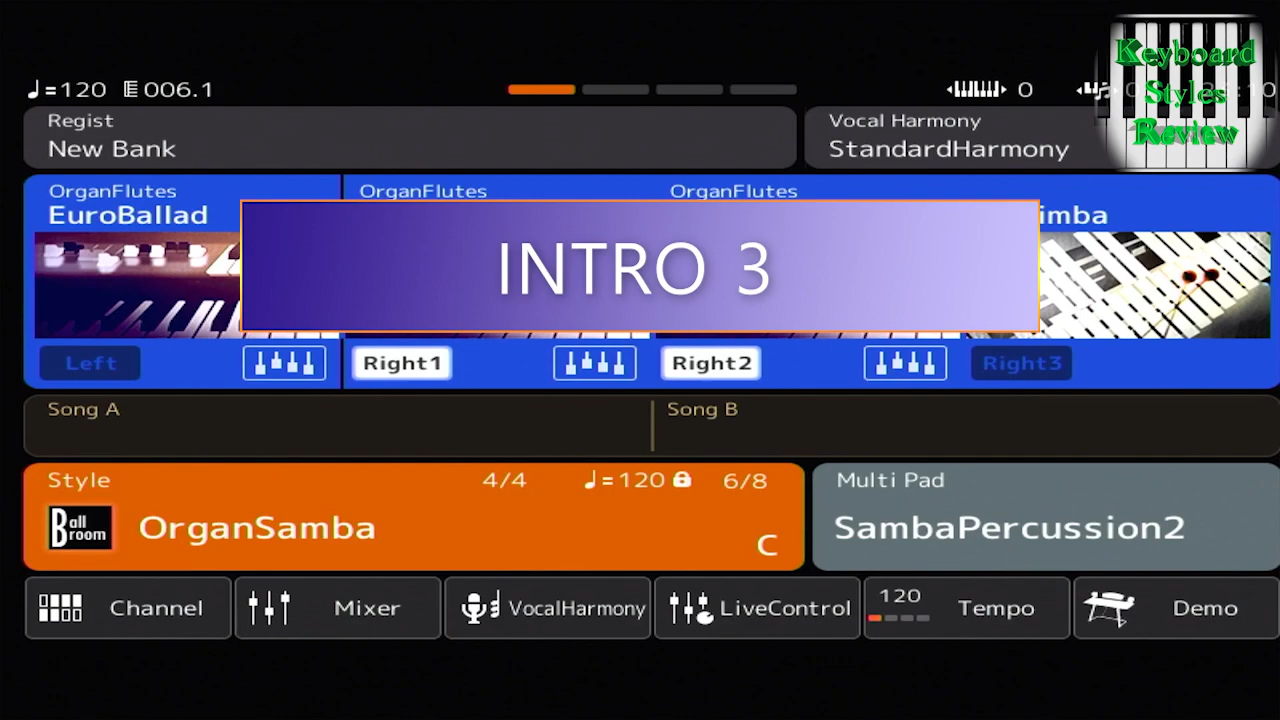 ♩=120 006.1
0
Keyboard
Styles
Review
Regist
New Bank
Vocal Harmony
StandardHarmony
OrganFlutes
EuroBallad
OrganFlutes
OrganFlutes
imba
INTRO 3
Left
Right1
Right2
Right3
Song A
Song B
Style
4/4 ♩=120 6/8
Ball
room
OrganSamba
C
Multi Pad
SambaPercussion2
Channel
Mixer
VocalHarmony
LiveControl
120
Tempo
Demo